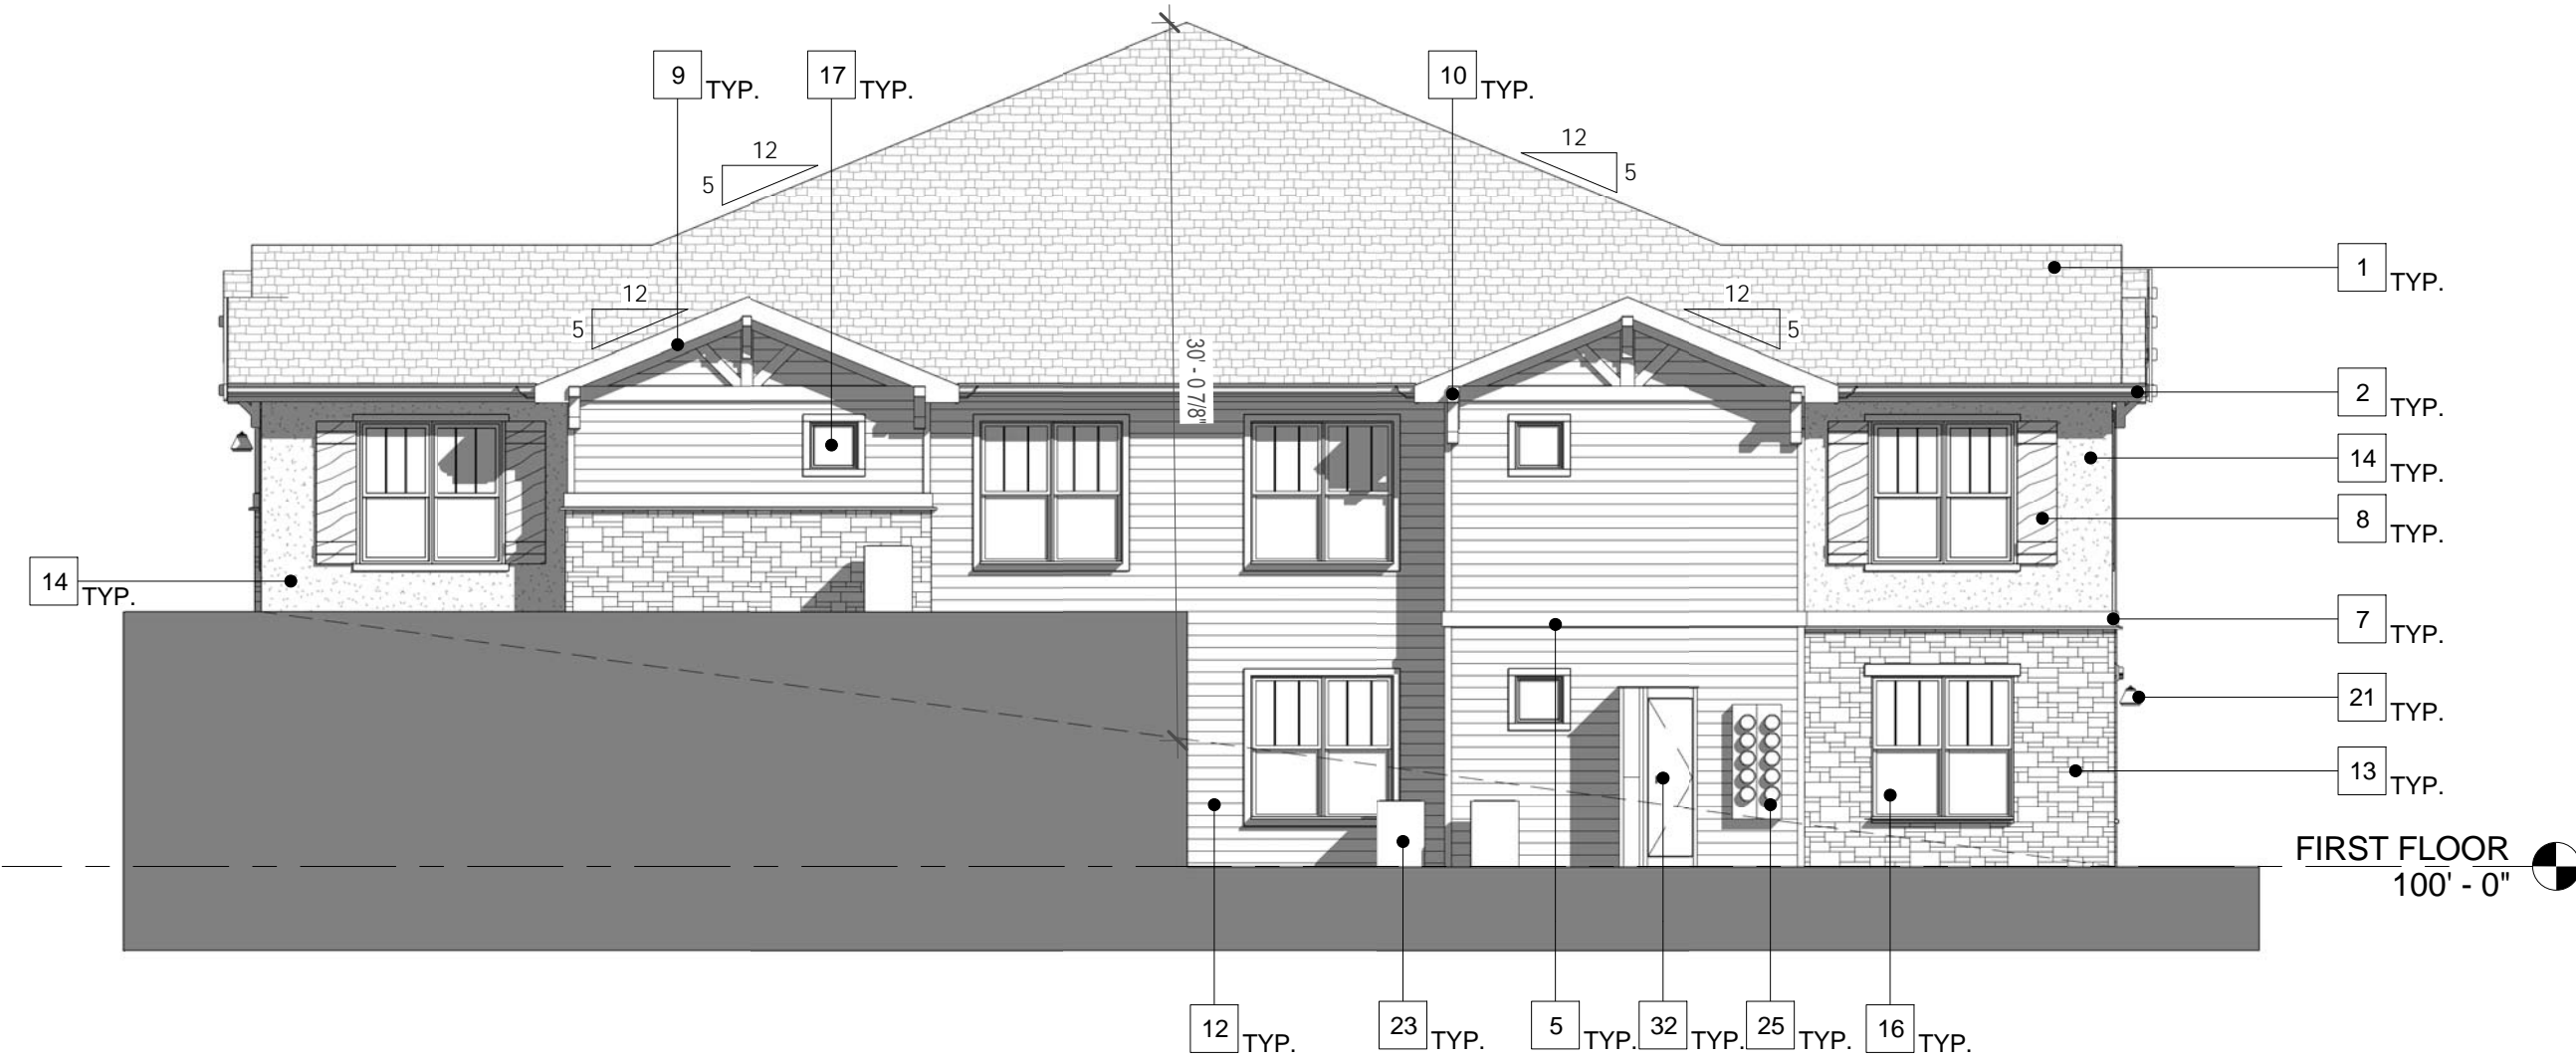 9 TYP.
17 TYP.
10 TYP.
12
5
12
5
1 TYP.
12
5
12
5
30' - 0 7/8"
2 TYP.
14 TYP.
8 TYP.
14 TYP.
7 TYP.
21 TYP.
13 TYP.
FIRST FLOOR
100' - 0"
12 TYP.
23 TYP.
5 TYP.
32 TYP.
25 TYP.
16 TYP.